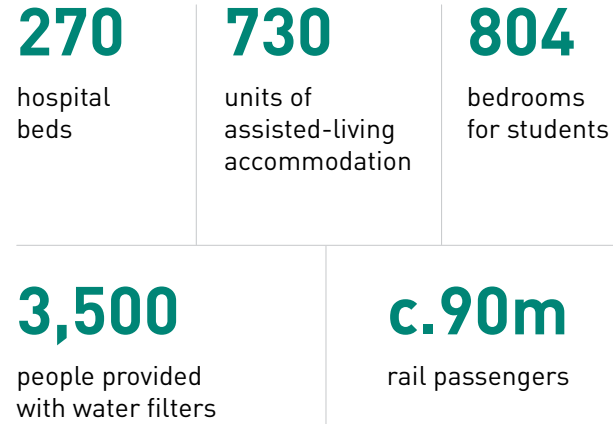 270
hospital
beds
730
units of
assisted-living
accommodation
804
bedrooms
for students
3,500
people provided
with water filters
c.90m
rail passengers